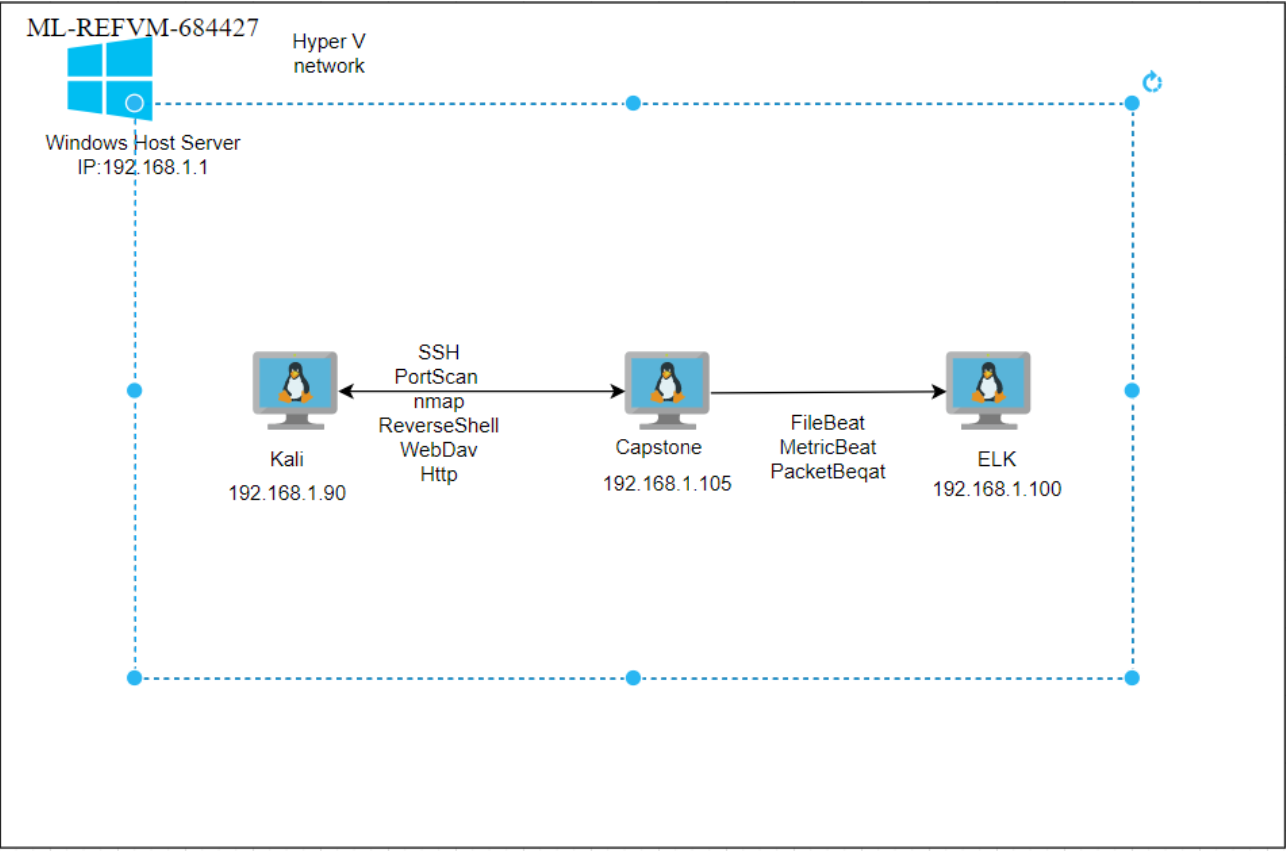 ML-REFVM-684427
Hyper V
network
Windows Host Server
IP:192.168.1.1
SSH
PortScan
nmap
ReverseShell
WebDav
Http
FileBeat
MetricBeat
PacketBeqat
Kali
192.168.1.90
Capstone
192.168.1.105
ELK
192.168.1.100